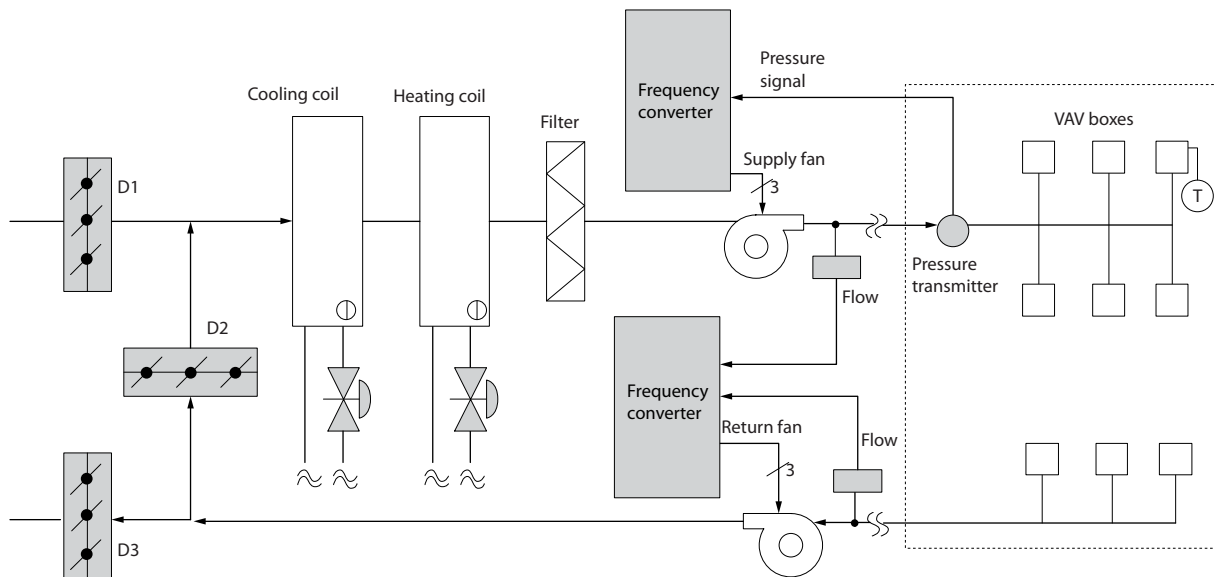 Cooling coil
Heating coil
Filter
Frequency
converter
Pressure
signal
VAV boxes
Supply fan
3
D1
T
Pressure
transmitter
Flow
D2
Frequency
converter
Return fan
3
Flow
D3